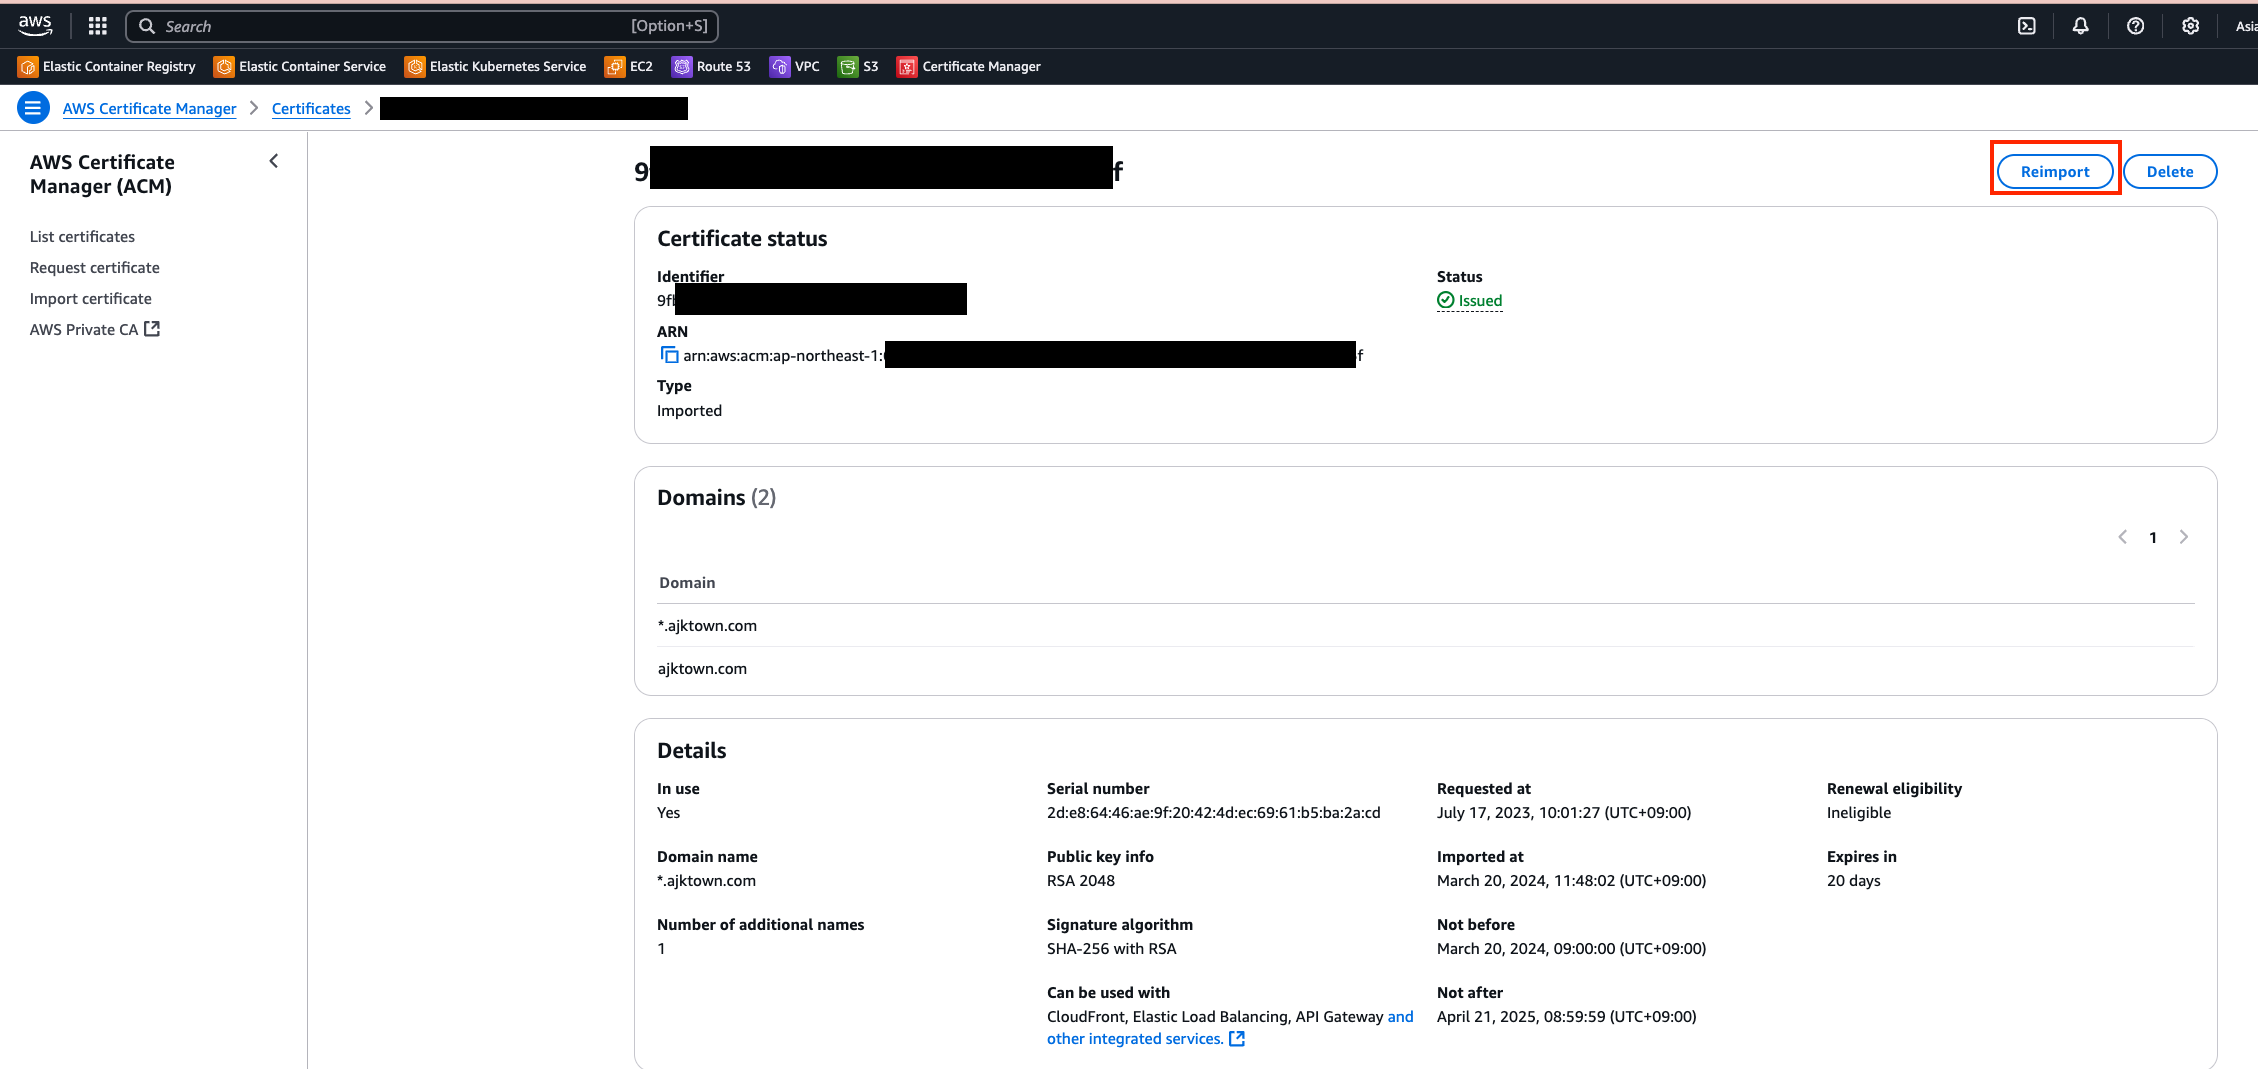 aws
Search
[Option+S]
Elastic Container Registry
Elastic Container Service
Elastic Kubernetes Service
EC2
Route 53
VPC
S3
Certificate Manager
AWS Certificate Manager
Certificates
AWS Certificate
Manager (ACM)
List certificates
Request certificate
Import certificate
AWS Private CA
9 f
Reimport
Delete
Certificate status
Identifier
9f
Status
Issued
ARN
arn:aws:acm:ap-northeast-1: f
Type
Imported
Domains (2)
1
Domain
*.ajktown.com
ajktown.com
Details
In use
Yes
Serial number
2d:e8:64:46:ae:9f:20:42:4d:ec:69:61:b5:ba:2a:cd
Requested at
July 17, 2023, 10:01:27 (UTC+09:00)
Renewal eligibility
Ineligible
Domain name
*.ajktown.com
Public key info
RSA 2048
Imported at
March 20, 2024, 11:48:02 (UTC+09:00)
Expires in
20 days
Number of additional names
1
Signature algorithm
SHA-256 with RSA
Not before
March 20, 2024, 09:00:00 (UTC+09:00)
Can be used with
CloudFront, Elastic Load Balancing, API Gateway and
other integrated services.
Not after
April 21, 2025, 08:59:59 (UTC+09:00)